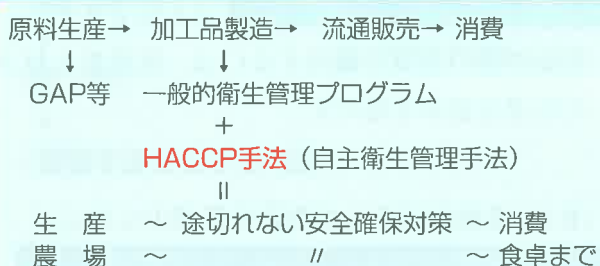 原料生産→ 加工品製造→ 流通販売→ 消費
↓ ↓
GAP等 一般的衛生管理プログラム
+
HACCP手法（自主衛生管理手法）
=
生 産 ～ 途切れない安全確保対策 ～ 消費
農 場 ～ 〃 ～ 食卓まで